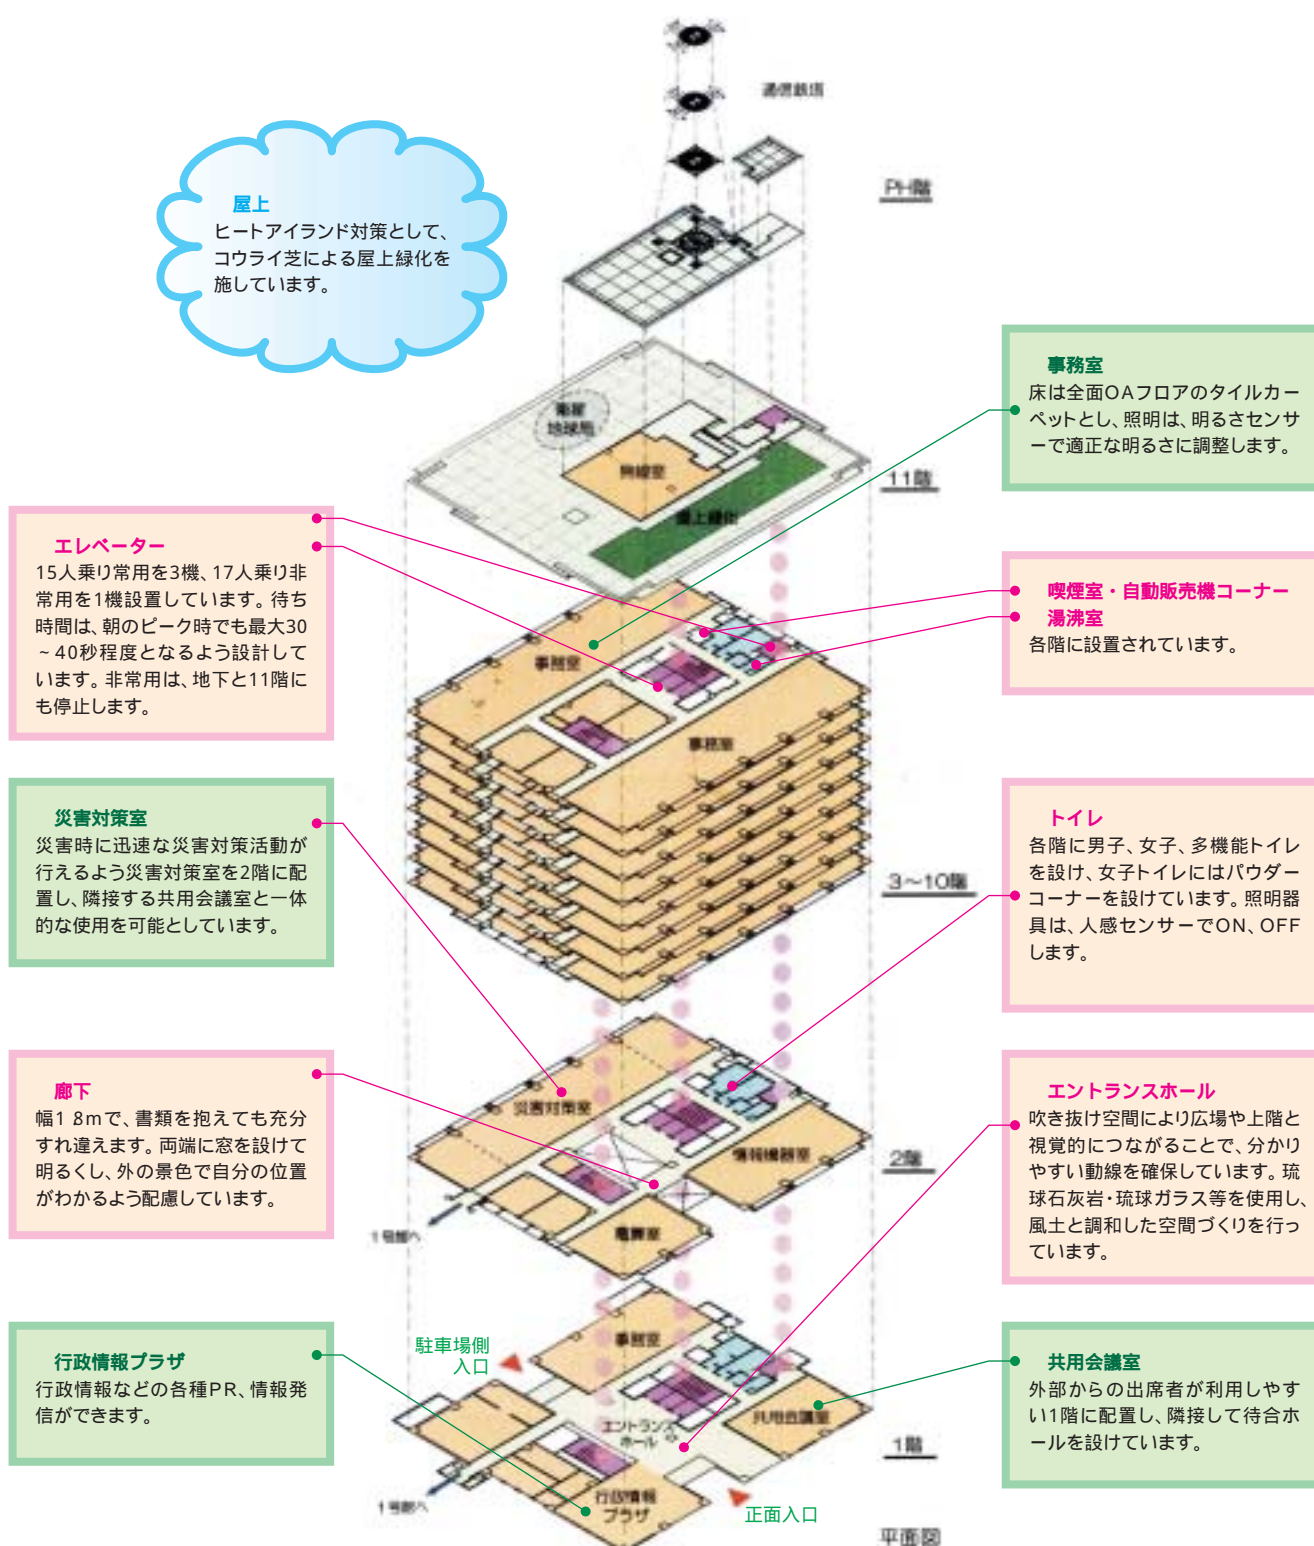 通信鉄塔
PH階
屋上
ヒートアイランド対策として、
コウライ芝による屋上緑化を
施しています。
事務室
床は全面OAフロアのタイルカー
ペットとし、照明は、明るさセンサ
ーで適正な明るさに調整します。
衛星
地球局
無線室
屋上緑化
11階
エレベーター
15人乗り常用を3機、17人乗り非
常用を1機設置しています。待ち
時間は、朝のピーク時でも最大30
~40秒程度となるよう設計して
います。非常用は、地下と11階に
も停止します。
喫煙室・自動販売機コーナー
湯沸室
各階に設置されています。
事務室
事務室
3〜10階
災害対策室
災害時に迅速な災害対策活動が
行えるよう災害対策室を2階に配
置し、隣接する共用会議室と一体
的な使用を可能としています。
トイレ
各階に男子、女子、多機能トイレ
を設け、女子トイレにはパウダー
コーナーを設けています。照明器
具は、人感センサーでON、OFF
します。
廊下
幅1 8mで、書類を抱えても充分
すれ違えます。両端に窓を設けて
明るくし、外の景色で自分の位置
がわかるよう配慮しています。
災害対策室
情報機器室
電算室
1号館へ
2階
エントランスホール
吹き抜け空間により広場や上階と
視覚的につながることで、分かり
やすい動線を確保しています。琉
球石灰岩・琉球ガラス等を使用し、
風土と調和した空間づくりを行っ
ています。
行政情報プラザ
行政情報などの各種PR、情報発
信ができます。
駐車場側
入口
事務室
エントランス
ホール
共用会議室
行政情報
プラザ
1号館へ
正面入口
1階
共用会議室
外部からの出席者が利用しやす
い1階に配置し、隣接して待合ホ
ールを設けています。
平面図